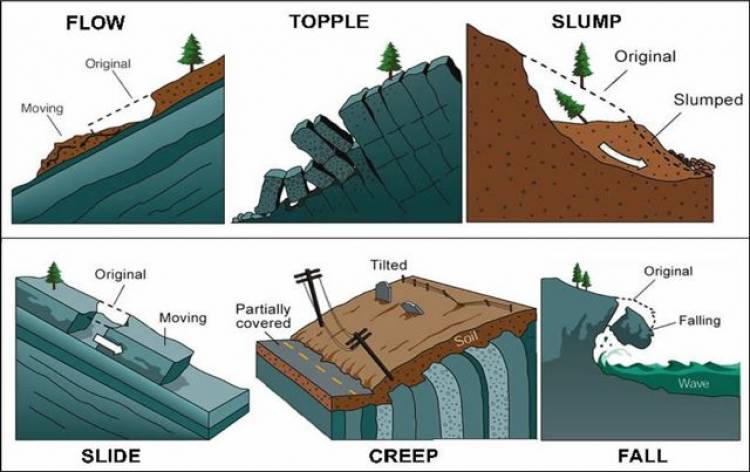 FLOW
TOPPLE
SLUMP
Original
Moving
Original
Slumped
Original
Moving
Tilted
Partially
covered
Soil
Original
Falling
Wave
SLIDE
CREEP
FALL